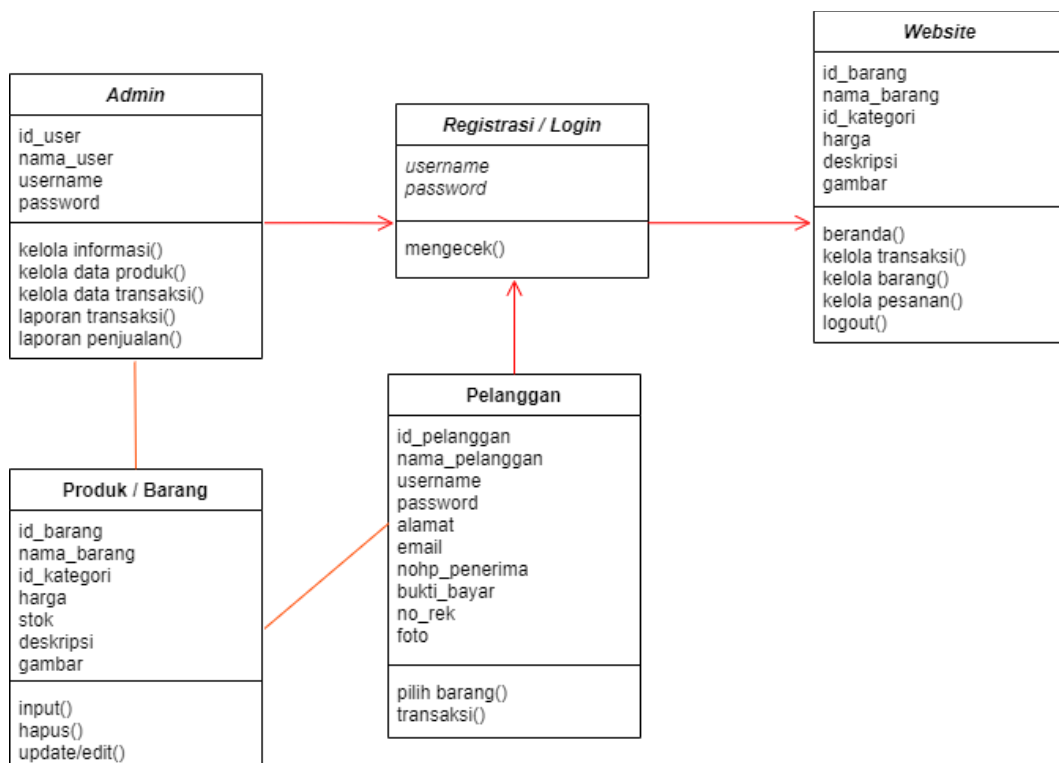 Admin
id_user
nama_user
username
password
kelola informasi()
kelola data produk()
kelola data transaksi()
laporan transaksi()
laporan penjualan()
Registrasi / Login
username
password
mengecek()
Website
id_barang
nama_barang
id_kategori
harga
deskripsi
gambar
beranda()
kelola transaksi()
kelola barang()
kelola pesanan()
logout()
Produk / Barang
id_barang
nama_barang
id_kategori
harga
stok
deskripsi
gambar
input()
hapus()
update/edit()
Pelanggan
id_pelanggan
nama_pelanggan
username
password
alamat
email
nohp_penerima
bukti_bayar
no_rek
foto
pilih barang()
transaksi()